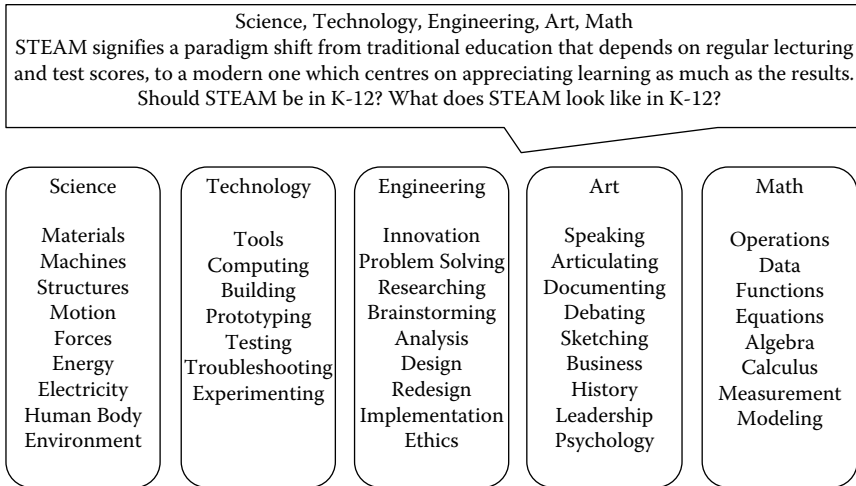 Science, Technology, Engineering, Art, Math
STEAM signifies a paradigm shift from traditional education that depends on regular lecturing
and test scores, to a modern one which centres on appreciating learning as much as the results.
Should STEAM be in K-12? What does STEAM look like in K-12?
Science
Materials
Machines
Structures
Motion
Forces
Energy
Electricity
Human Body
Environment
Technology
Tools
Computing
Building
Prototyping
Testing
Troubleshooting
Experimenting
Engineering
Innovation
Problem Solving
Researching
Brainstorming
Analysis
Design
Redesign
Implementation
Ethics
Art
Speaking
Articulating
Documenting
Debating
Sketching
Business
History
Leadership
Psychology
Math
Operations
Data
Functions
Equations
Algebra
Calculus
Measurement
Modeling